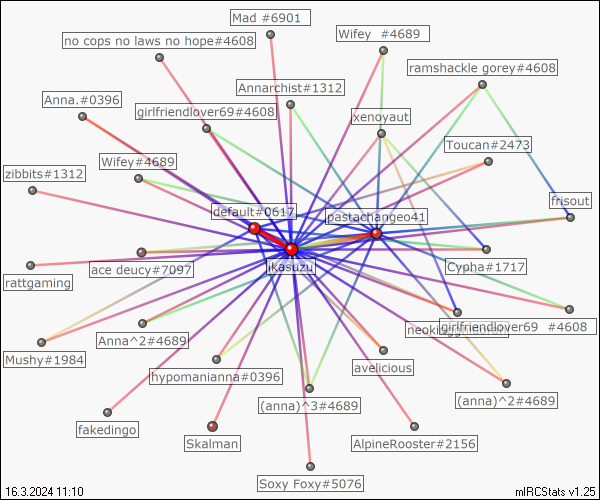 Mad #6901
Wifey  #4689
no cops no laws no hope#4608
ramshackle gorey#4608
Annarchist#1312
Anna.#0396
girlfriendlover69#4608
xenoyaut
Toucan#2473
Wifey#4689
zibbits#1312
frisout
default#0617
pastachangeo41
iKasuzu
ace deucy#7097
Cypha#1717
rattgaming
girlfriendlover69  #4608
Anna^2#4689
Mushy#1984
avelicious
hypomanianna#0396
(anna)^3#4689
(anna)^2#4689
fakedingo
Skalman
AlpineRooster#2156
Soxy Foxy#5076
16.3.2024 11:10
mIRCStats v1.25